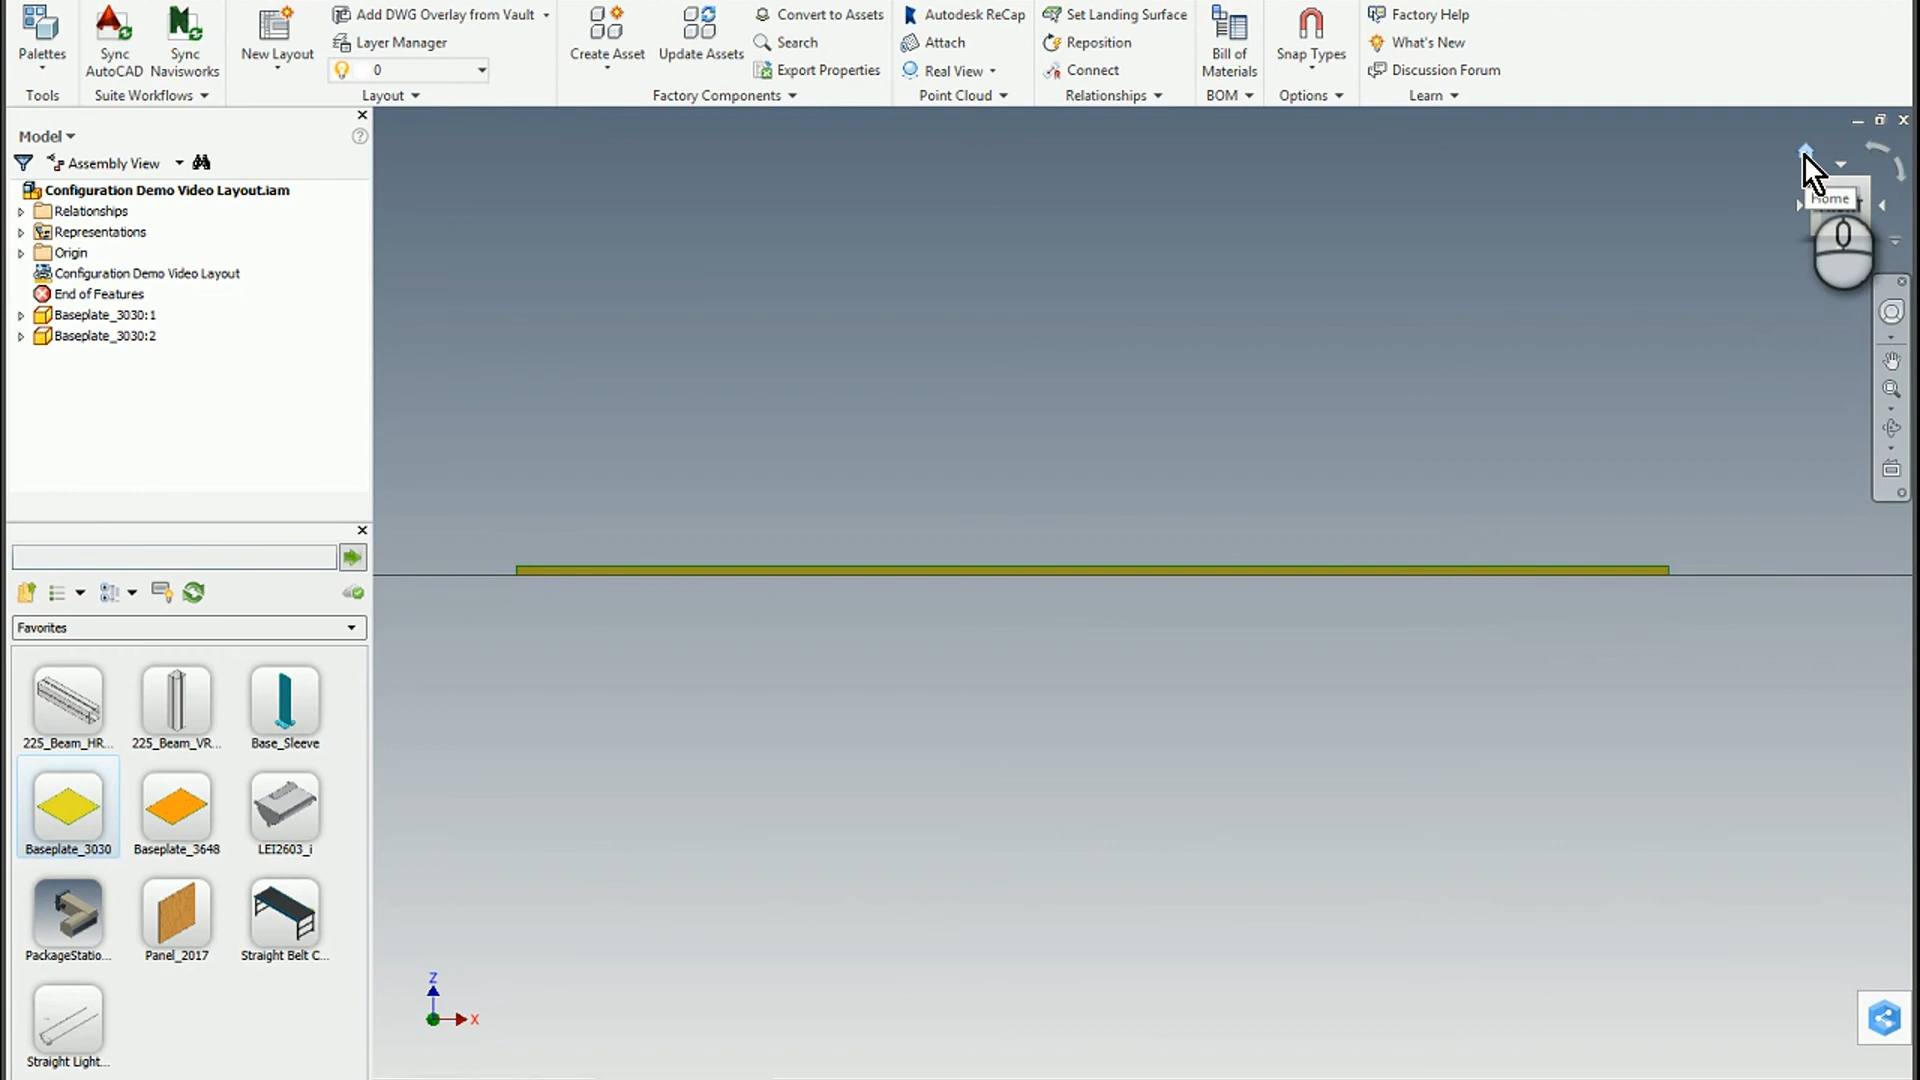 Palettes
Tools
Sync
AutoCAD
Sync
Navisworks
Suite Workflows
New Layout
Add DWG Overlay from Vault
Layer Manager
0
Layout
Create Asset
Update Assets
Convert to Assets
Search
Export Properties
Factory Components
Autodesk ReCap
Attach
Real View
Point Cloud
Set Landing Surface
Reposition
Connect
Relationships
Bill of
Materials
BOM
Snap Types
Options
Factory Help
What's New
Discussion Forum
Learn
Model
Assembly View
Configuration Demo Video Layout.iam
Relationships
Representations
Origin
Configuration Demo Video Layout
End of Features
Baseplate_3030:1
Baseplate_3030:2
Home
Favorites
225_Beam_HR...
225_Beam_VR...
Base_Sleeve
Baseplate_3030
Baseplate_3648
LEI2603_i
PackageStatio...
Panel_2017
Straight Belt C...
Straight Light...
Z
X